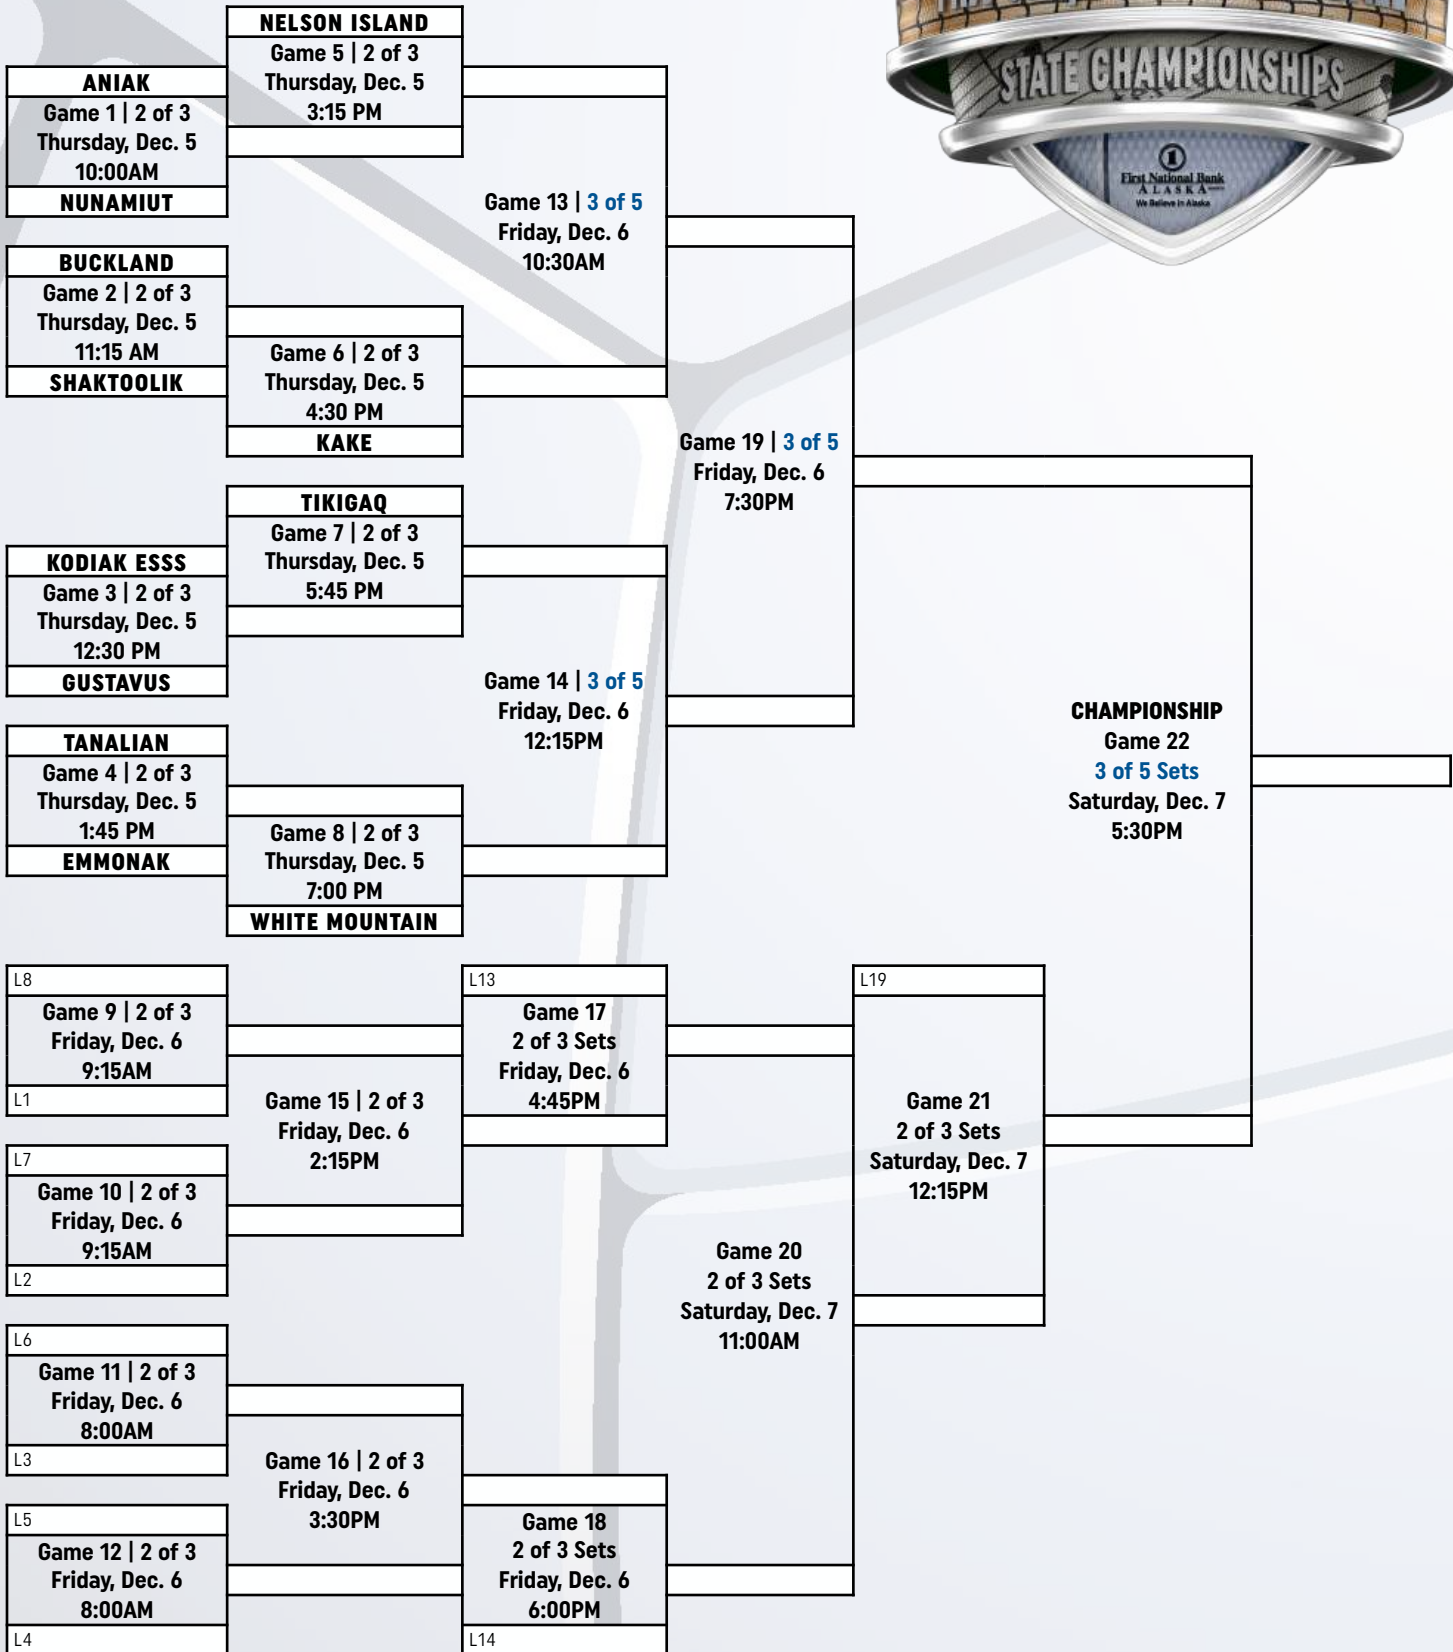 STATE CHAMPIONSHIPS
1
First National Bank
ALASKA
We Believe in Alaska
NELSON ISLAND
Game 5 | 2 of 3
Thursday, Dec. 5
3:15 PM
ANIAK
Game 1 | 2 of 3
Thursday, Dec. 5
10:00AM
NUNAMIUT
BUCKLAND
Game 2 | 2 of 3
Thursday, Dec. 5
11:15 AM
SHAKTOOLIK
Game 6 | 2 of 3
Thursday, Dec. 5
4:30 PM
KAKE
Game 13 | 3 of 5
Friday, Dec. 6
10:30AM
TIKIGAQ
Game 7 | 2 of 3
Thursday, Dec. 5
5:45 PM
KODIAK ESSS
Game 3 | 2 of 3
Thursday, Dec. 5
12:30 PM
GUSTAVUS
TANALIAN
Game 4 | 2 of 3
Thursday, Dec. 5
1:45 PM
EMMONAK
Game 8 | 2 of 3
Thursday, Dec. 5
7:00 PM
WHITE MOUNTAIN
Game 14 | 3 of 5
Friday, Dec. 6
12:15PM
Game 19 | 3 of 5
Friday, Dec. 6
7:30PM
CHAMPIONSHIP
Game 22
3 of 5 Sets
Saturday, Dec. 7
5:30PM
L8
Game 9 | 2 of 3
Friday, Dec. 6
9:15AM
L1
L7
Game 10 | 2 of 3
Friday, Dec. 6
9:15AM
L2
Game 15 | 2 of 3
Friday, Dec. 6
2:15PM
L13
Game 17
2 of 3 Sets
Friday, Dec. 6
4:45PM
L6
Game 11 | 2 of 3
Friday, Dec. 6
8:00AM
L3
L5
Game 12 | 2 of 3
Friday, Dec. 6
8:00AM
L4
Game 16 | 2 of 3
Friday, Dec. 6
3:30PM
Game 18
2 of 3 Sets
Friday, Dec. 6
6:00PM
L14
Game 20
2 of 3 Sets
Saturday, Dec. 7
11:00AM
L19
Game 21
2 of 3 Sets
Saturday, Dec. 7
12:15PM